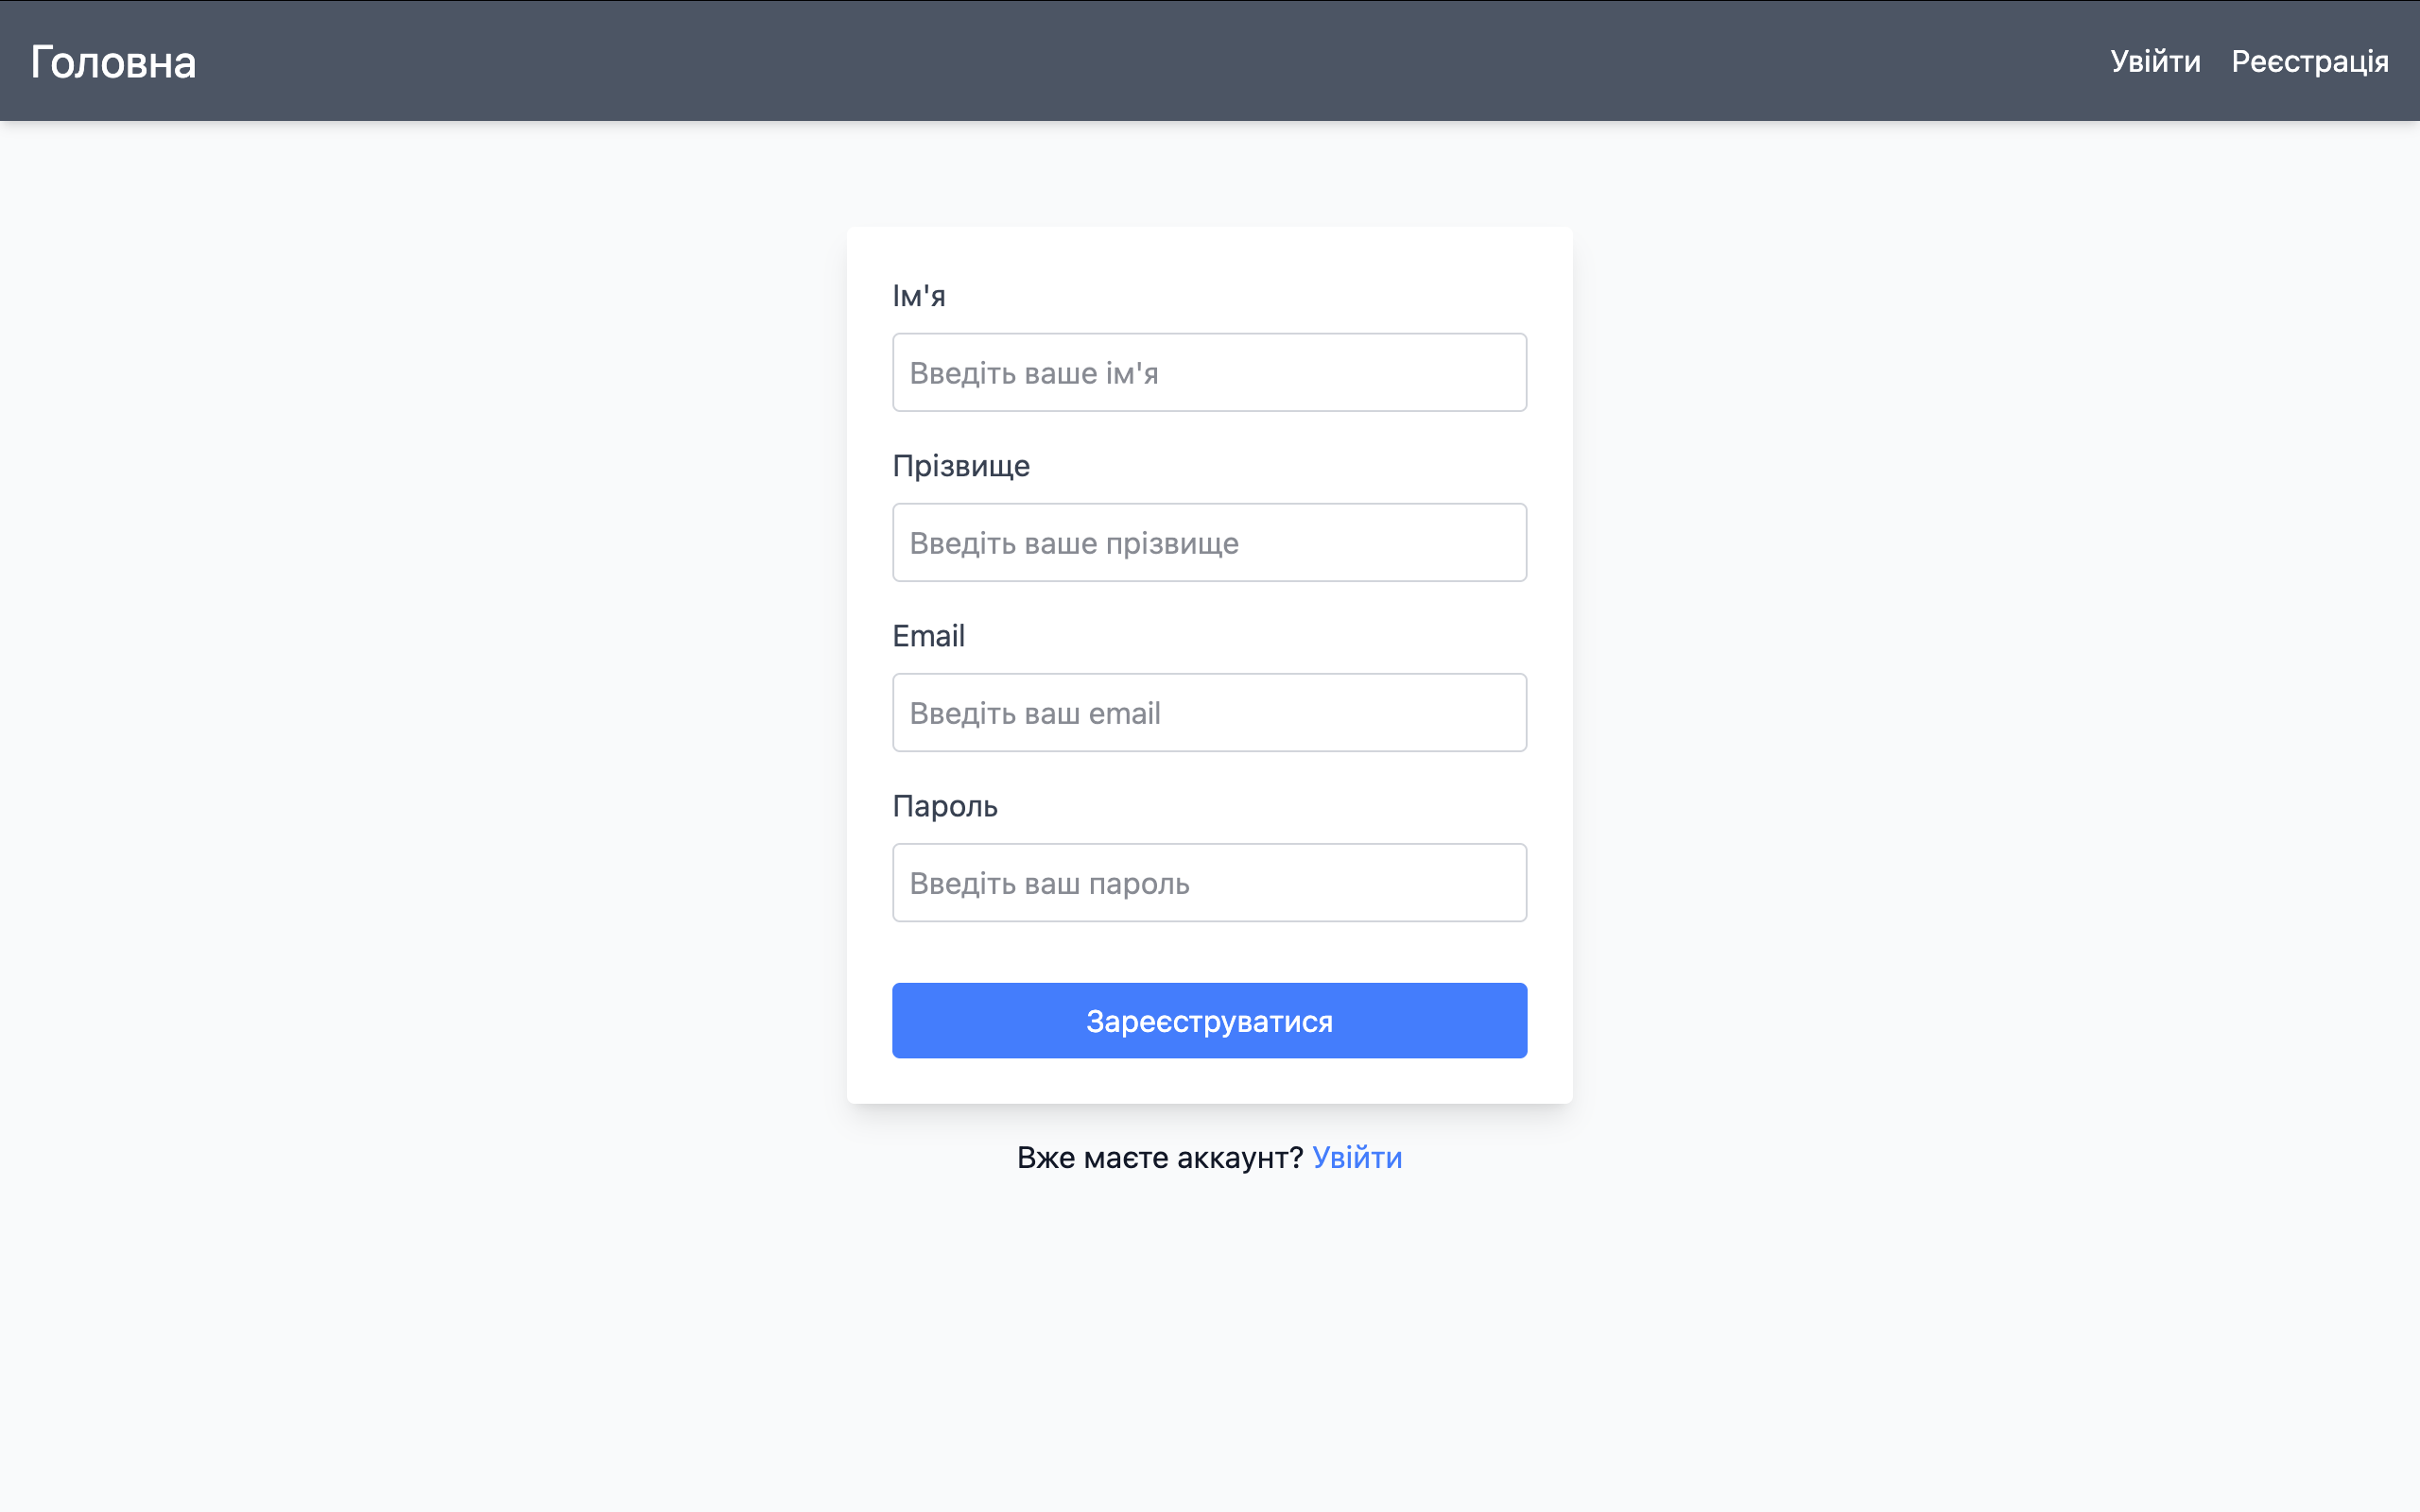 Головна
Увійти Реєстрація
Ім'я
Введіть ваше ім'я
Прізвище
Введіть ваше прізвище
Email
Введіть ваш email
Пароль
Введіть ваш пароль
Зареєструватися
Вже маєте аккаунт? Увійти